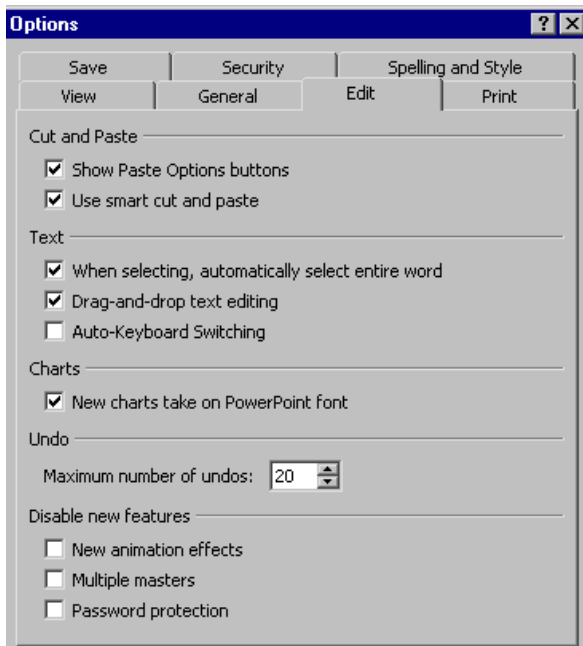 Options
Save Security Spelling and Style
View General Edit Print
Cut and Paste
Show Paste Options buttons
Use smart cut and paste
Text
When selecting, automatically select entire word
Drag-and-drop text editing
Auto-Keyboard Switching
Charts
New charts take on PowerPoint font
Undo
Maximum number of undos: 20
Disable new features
New animation effects
Multiple masters
Password protection